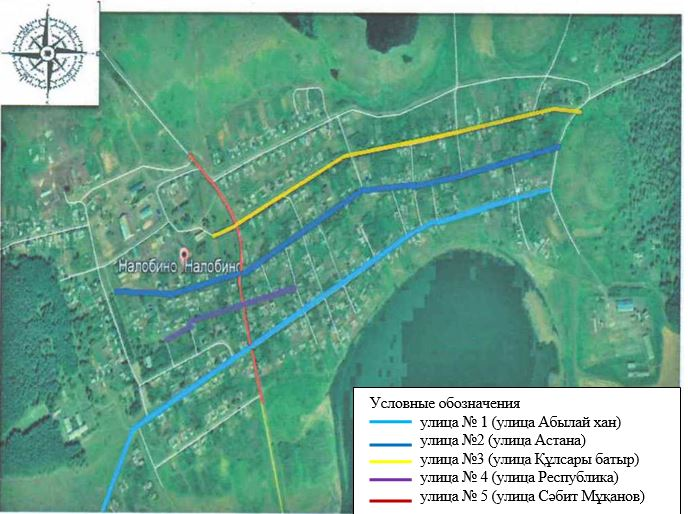 Налобино Налобино
Условные обозначения
улица № 1 (улица Абылай хан)
улица №2 (улица Астана)
улица №3 (улица Құлсары батыр)
улица № 4 (улица Республика)
улица № 5 (улица Сәбит Мұқанов)